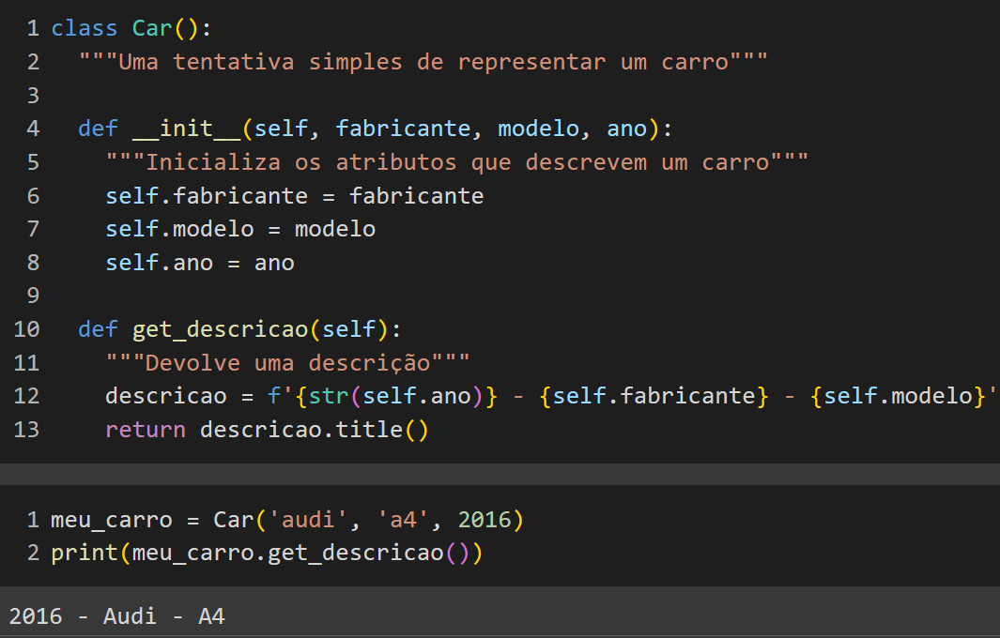 1 class Car():
2   """Uma tentativa simples de representar um carro"""
3
4   def __init__(self, fabricante, modelo, ano):
5     """Inicializa os atributos que descrevem um carro"""
6     self.fabricante = fabricante
7     self.modelo = modelo
8     self.ano = ano
9
10   def get_descricao(self):
11     """Devolve uma descrição"""
12     descricao = f'{str(self.ano)} - {self.fabricante} - {self.modelo}'
13     return descricao.title()
1 meu_carro = Car('audi', 'a4', 2016)
2 print(meu_carro.get_descricao())
2016 - Audi - A4